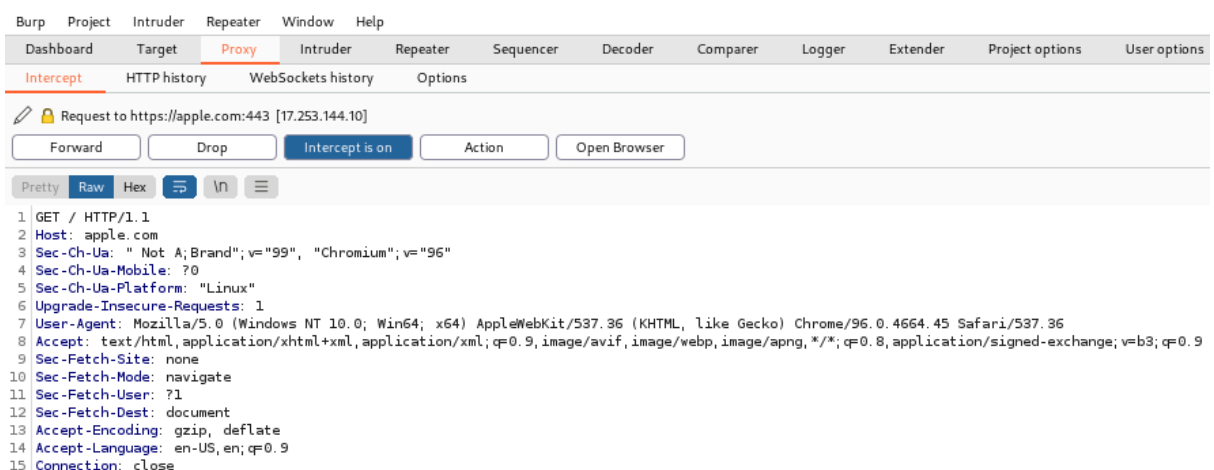 Burp Project Intruder Repeater Window Help
Dashboard Target Proxy Intruder Repeater Sequencer Decoder Comparer Logger Extender Project options User options
Intercept HTTP history WebSockets history Options
Request to https://apple.com:443 [17.253.144.10]
Forward Drop Intercept is on Action Open Browser
Pretty Raw Hex \n
1 GET / HTTP/1.1
2 Host: apple.com
3 Sec-Ch-Ua: " Not A;Brand";v="99", "Chromium";v="96"
4 Sec-Ch-Ua-Mobile: ?0
5 Sec-Ch-Ua-Platform: "Linux"
6 Upgrade-Insecure-Requests: 1
7 User-Agent: Mozilla/5.0 (Windows NT 10.0; Win64; x64) AppleWebKit/537.36 (KHTML, like Gecko) Chrome/96.0.4664.45 Safari/537.36
8 Accept: text/html,application/xhtml+xml,application/xml;q=0.9,image/avif,image/webp,image/apng,*/*;q=0.8,application/signed-exchange;v=b3;q=0.9
9 Sec-Fetch-Site: none
10 Sec-Fetch-Mode: navigate
11 Sec-Fetch-User: ?1
12 Sec-Fetch-Dest: document
13 Accept-Encoding: gzip, deflate
14 Accept-Language: en-US,en;q=0.9
15 Connection: close